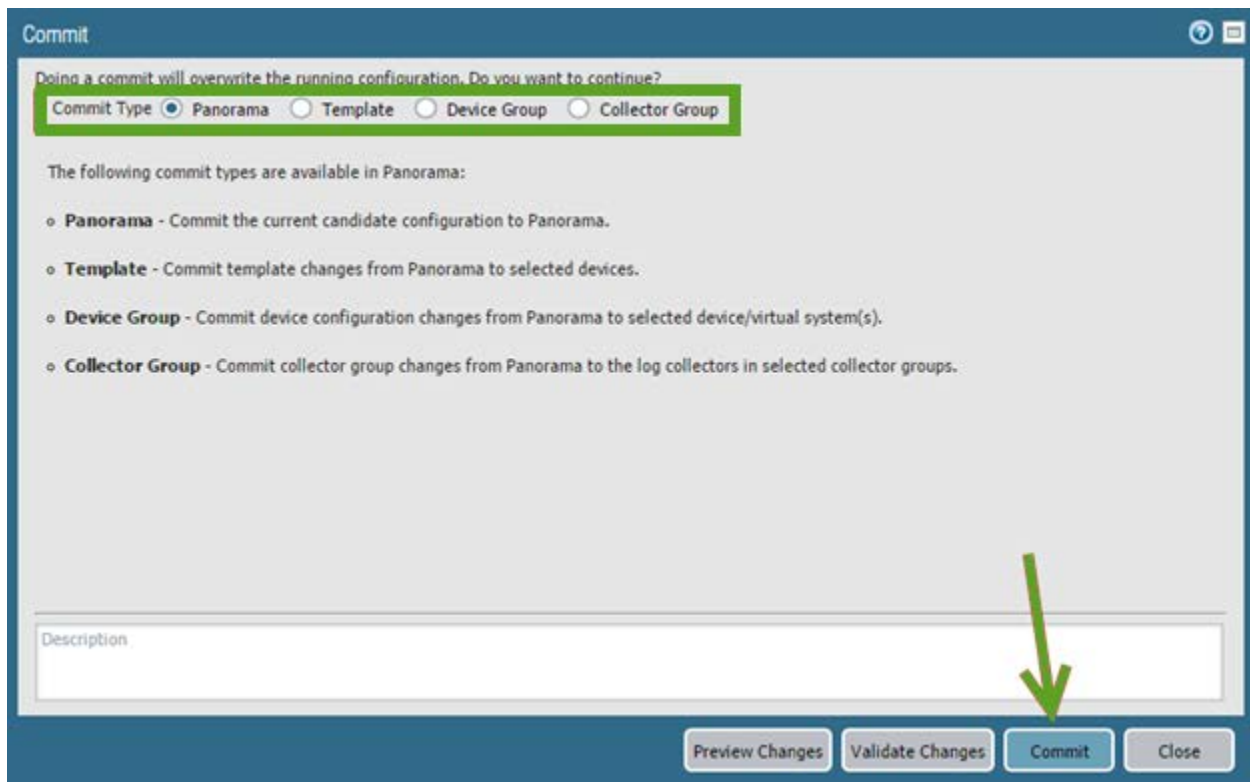 Commit
Doing a commit will overwrite the running configuration. Do you want to continue?
Commit Type Panorama Template Device Group Collector Group
The following commit types are available in Panorama:
Panorama - Commit the current candidate configuration to Panorama.
Template - Commit template changes from Panorama to selected devices.
Device Group - Commit device configuration changes from Panorama to selected device/virtual system(s).
Collector Group - Commit collector group changes from Panorama to the log collectors in selected collector groups.
Description
Preview Changes Validate Changes Commit Close